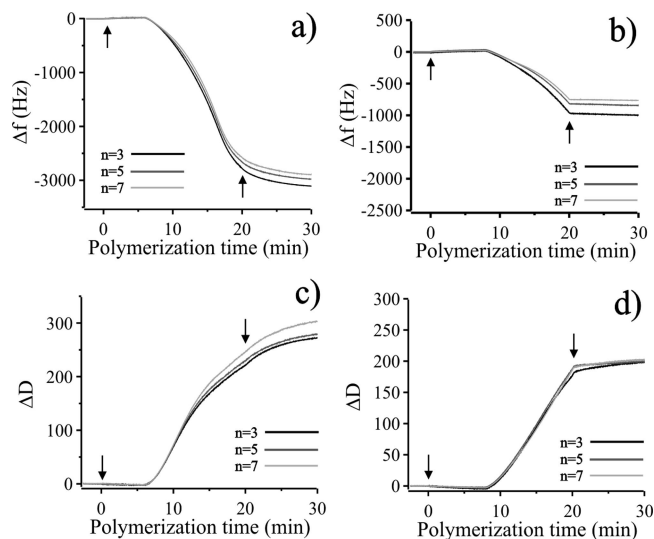 a)
0
-1000
-2000
-3000
Δf (Hz)
n=3
n=5
n=7
0 10 20 30
Polymerization time (min)
b)
500
0
-500
-1000
-1500
-2000
-2500
Δf (Hz)
n=3
n=5
n=7
0 10 20 30
Polymerization time (min)
c)
300
200
100
0
ΔD
n=3
n=5
n=7
0 10 20 30
Polymerization time (min)
d)
300
250
200
150
100
50
0
ΔD
n=3
n=5
n=7
0 10 20 30
Polymerization time (min)